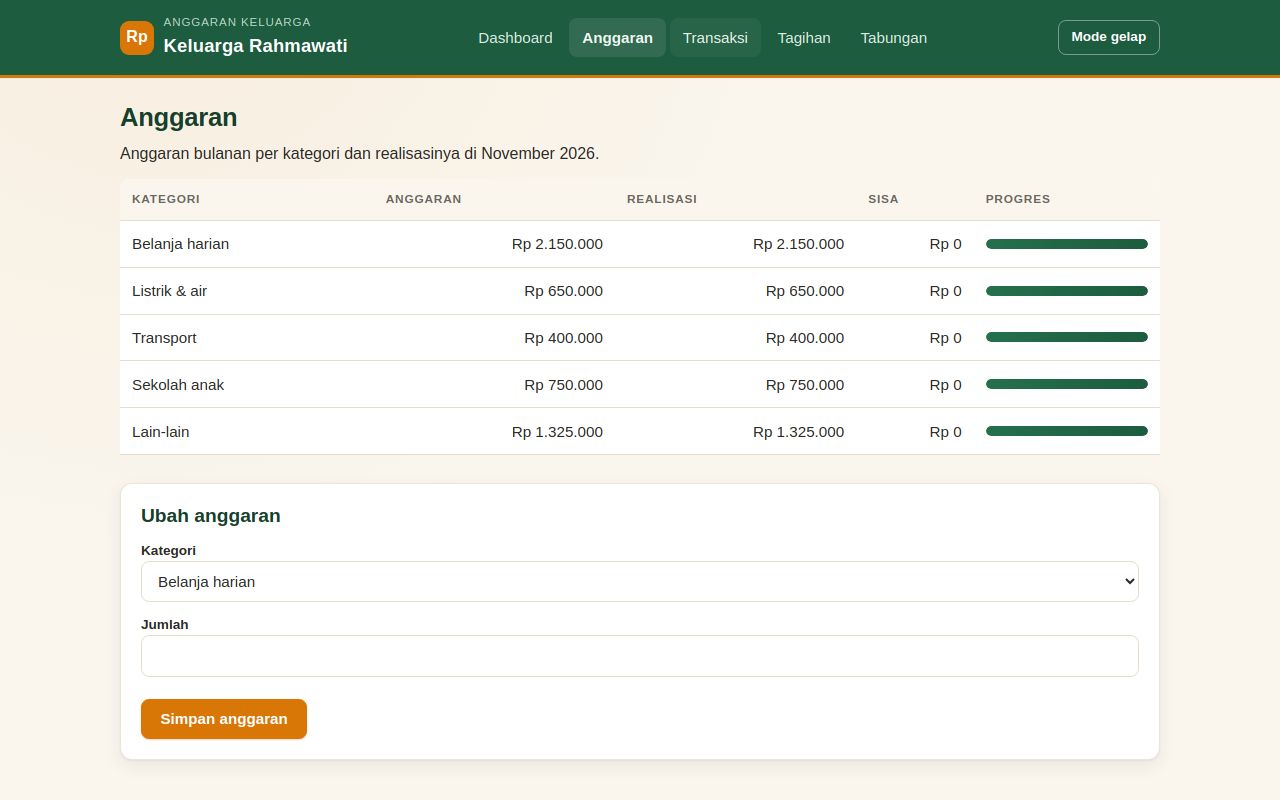 Rp
ANGGARAN KELUARGA
Keluarga Rahmawati
Dashboard Anggaran Transaksi Tagihan Tabungan
Mode gelap
Anggaran
Anggaran bulanan per kategori dan realisasinya di November 2026.
KATEGORI ANGGARAN REALISASI SISA PROGRES
Belanja harian Rp 2.150.000 Rp 2.150.000 Rp 0
Listrik & air Rp 650.000 Rp 650.000 Rp 0
Transport Rp 400.000 Rp 400.000 Rp 0
Sekolah anak Rp 750.000 Rp 750.000 Rp 0
Lain-lain Rp 1.325.000 Rp 1.325.000 Rp 0
Ubah anggaran
Kategori
Belanja harian
Jumlah
Simpan anggaran